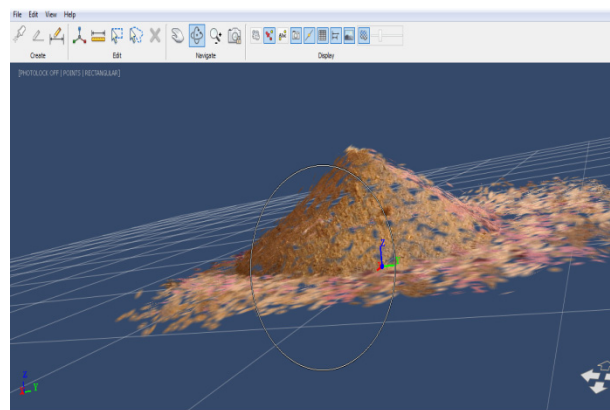 File Edit View Help
Create Edit Navigate Display
[PHOTOLOCK OFF | POINTS | RECTANGULAR]
Z
Z
Y